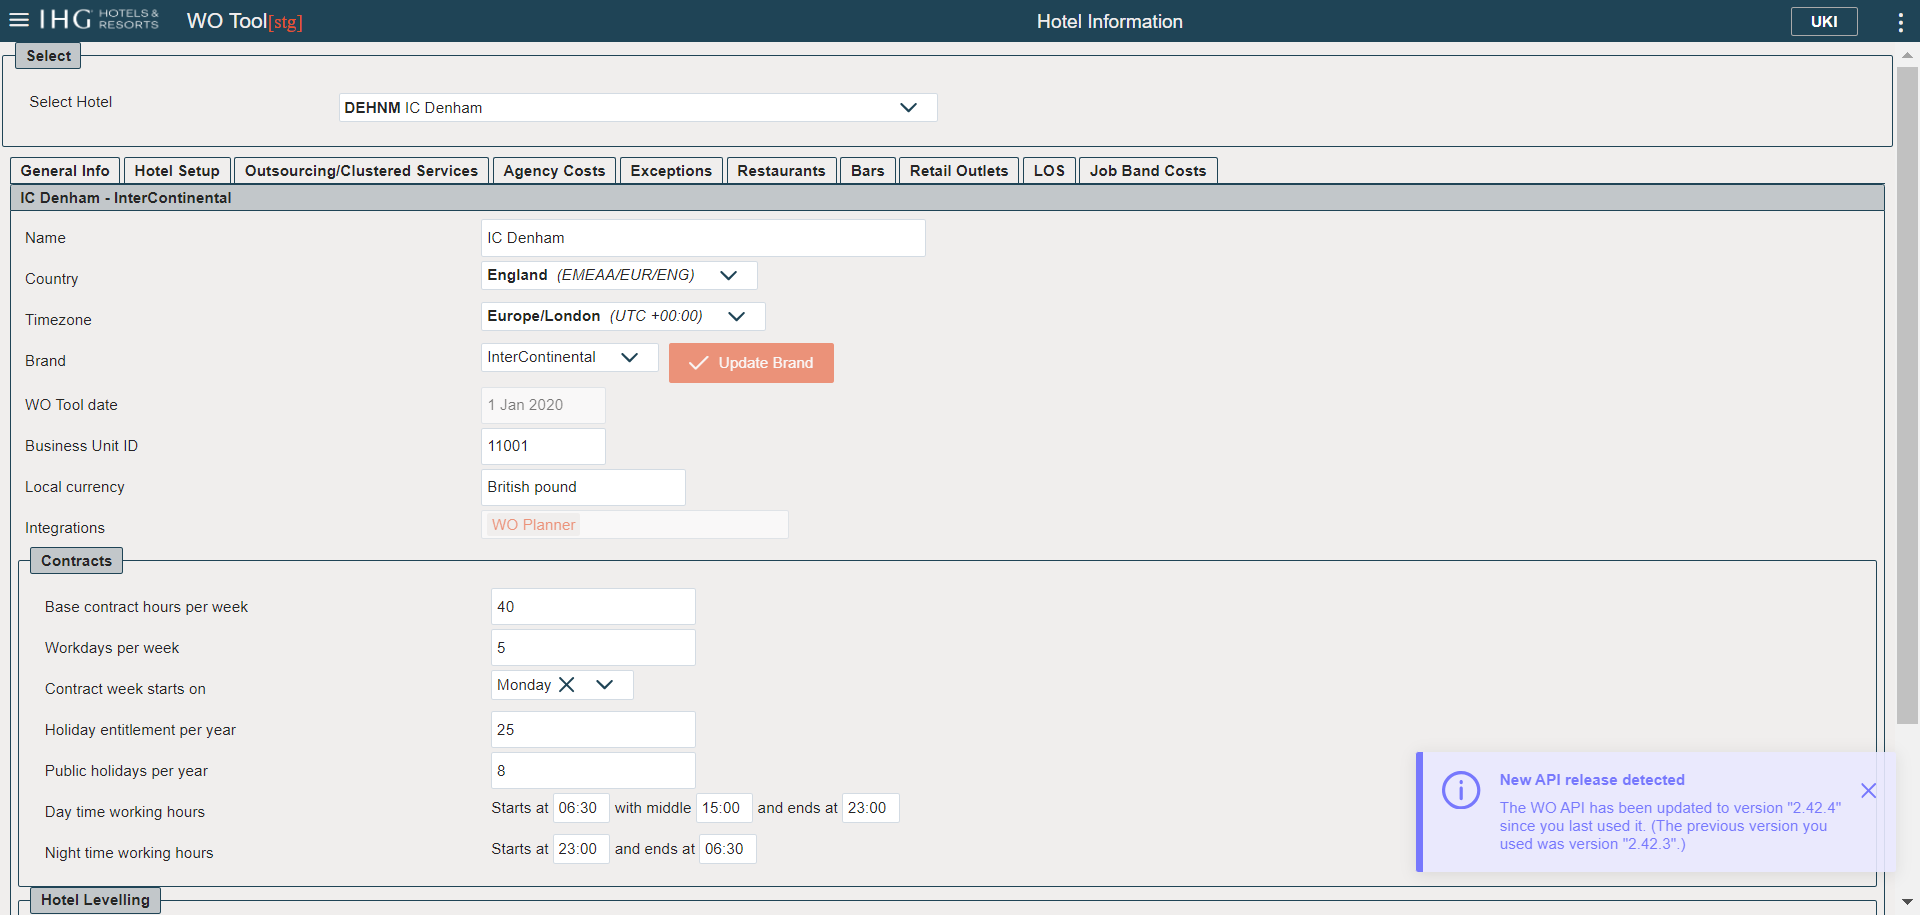 IHG HOTELS & RESORTS WO Tool[stg] Hotel Information UKI
Select
Select Hotel DEHNM IC Denham
General Info Hotel Setup Outsourcing/Clustered Services Agency Costs Exceptions Restaurants Bars Retail Outlets LOS Job Band Costs
IC Denham - InterContinental
Name IC Denham
Country England (EMEAA/EUR/ENG)
Timezone Europe/London (UTC +00:00)
Brand InterContinental Update Brand
WO Tool date 1 Jan 2020
Business Unit ID 11001
Local currency British pound
Integrations WO Planner
Contracts
Base contract hours per week 40
Workdays per week 5
Contract week starts on Monday
Holiday entitlement per year 25
Public holidays per year 8
Day time working hours Starts at 06:30 with middle 15:00 and ends at 23:00
Night time working hours Starts at 23:00 and ends at 06:30
Hotel Levelling
New API release detected
The WO API has been updated to version "2.42.4"
since you last used it. (The previous version you
used was version "2.42.3".)